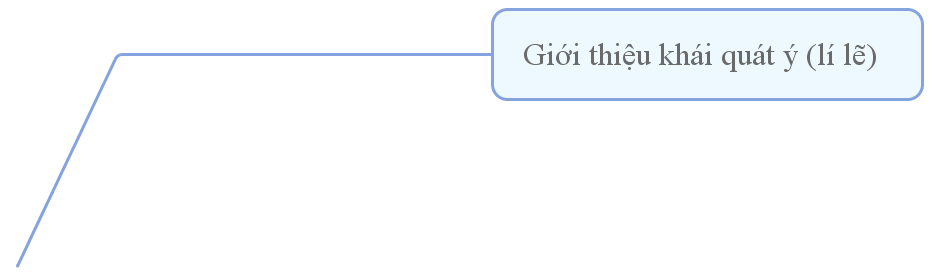 Giới thiệu khái quát ý (lí lẽ)